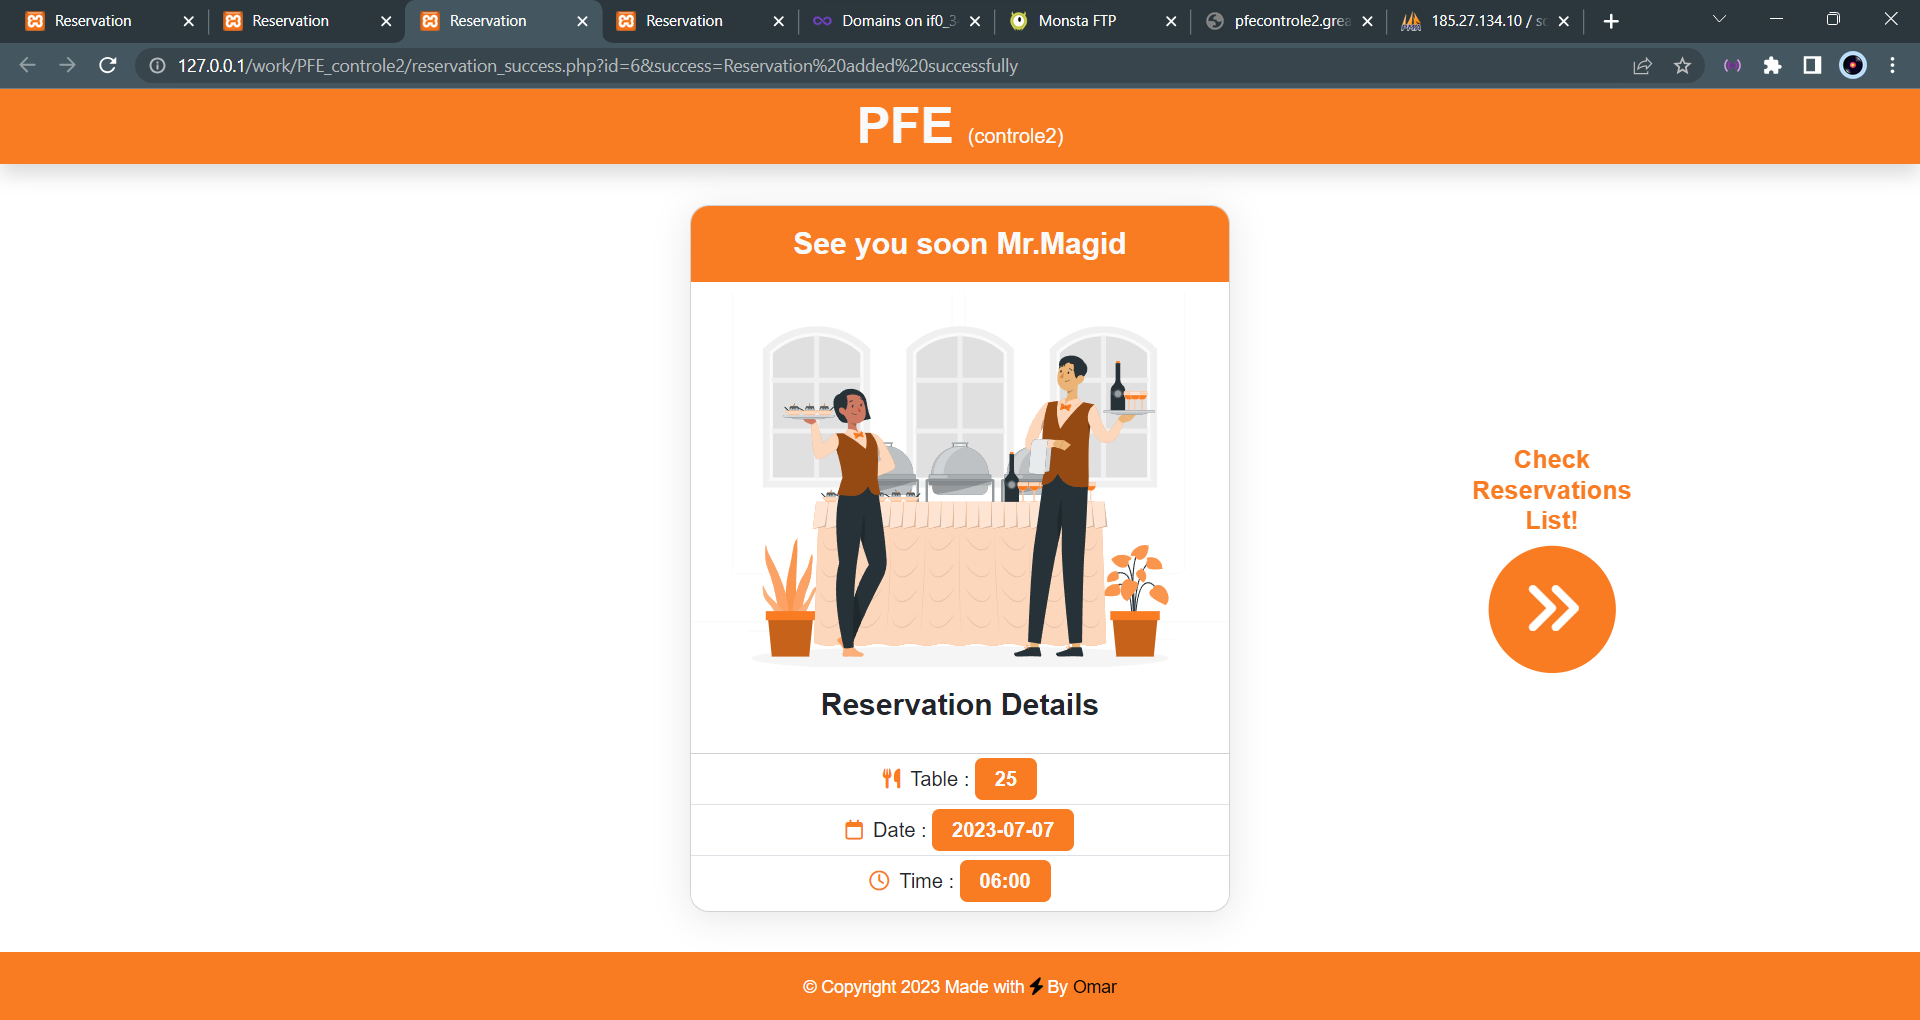 Reservation
Reservation
Reservation
Reservation
Domains on if0_3
Monsta FTP
pfecontrole2.grea
185.27.134.10 / s
127.0.0.1/work/PFE_controle2/reservation_success.php?id=6&success=Reservation%20added%20successfully
PFE (controle2)
See you soon Mr.Magid
Check
Reservations
List!
Reservation Details
Table : 25
Date : 2023-07-07
Time : 06:00
© Copyright 2023 Made with By Omar